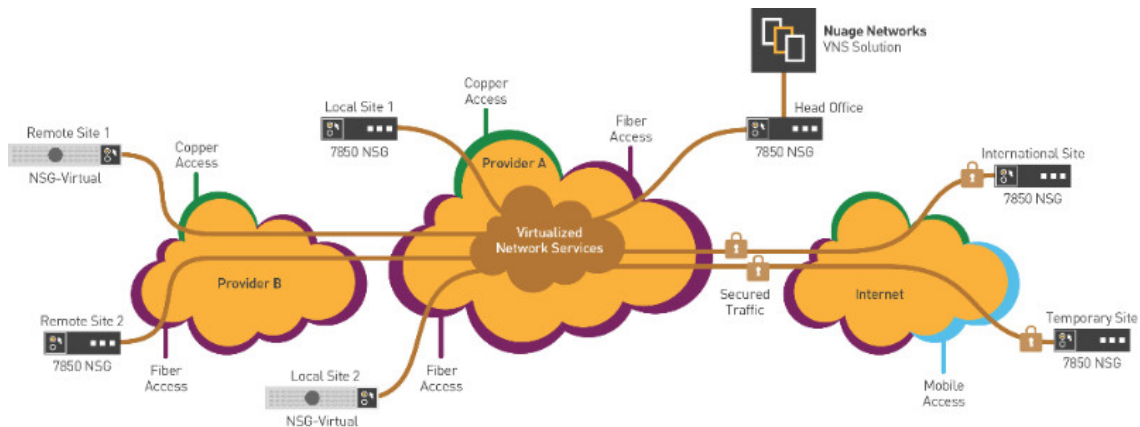 Nuage Networks
VNS Solution
Copper
Access
Local Site 1
7850 NSG
Head Office
7850 NSG
Fiber
Access
Remote Site 1
NSG-Virtual
Copper
Access
Provider A
International Site
7850 NSG
Virtualized
Network Services
Provider B
Secured
Traffic
Internet
Remote Site 2
7850 NSG
Temporary Site
7850 NSG
Fiber
Access
Local Site 2
NSG-Virtual
Fiber
Access
Mobile
Access